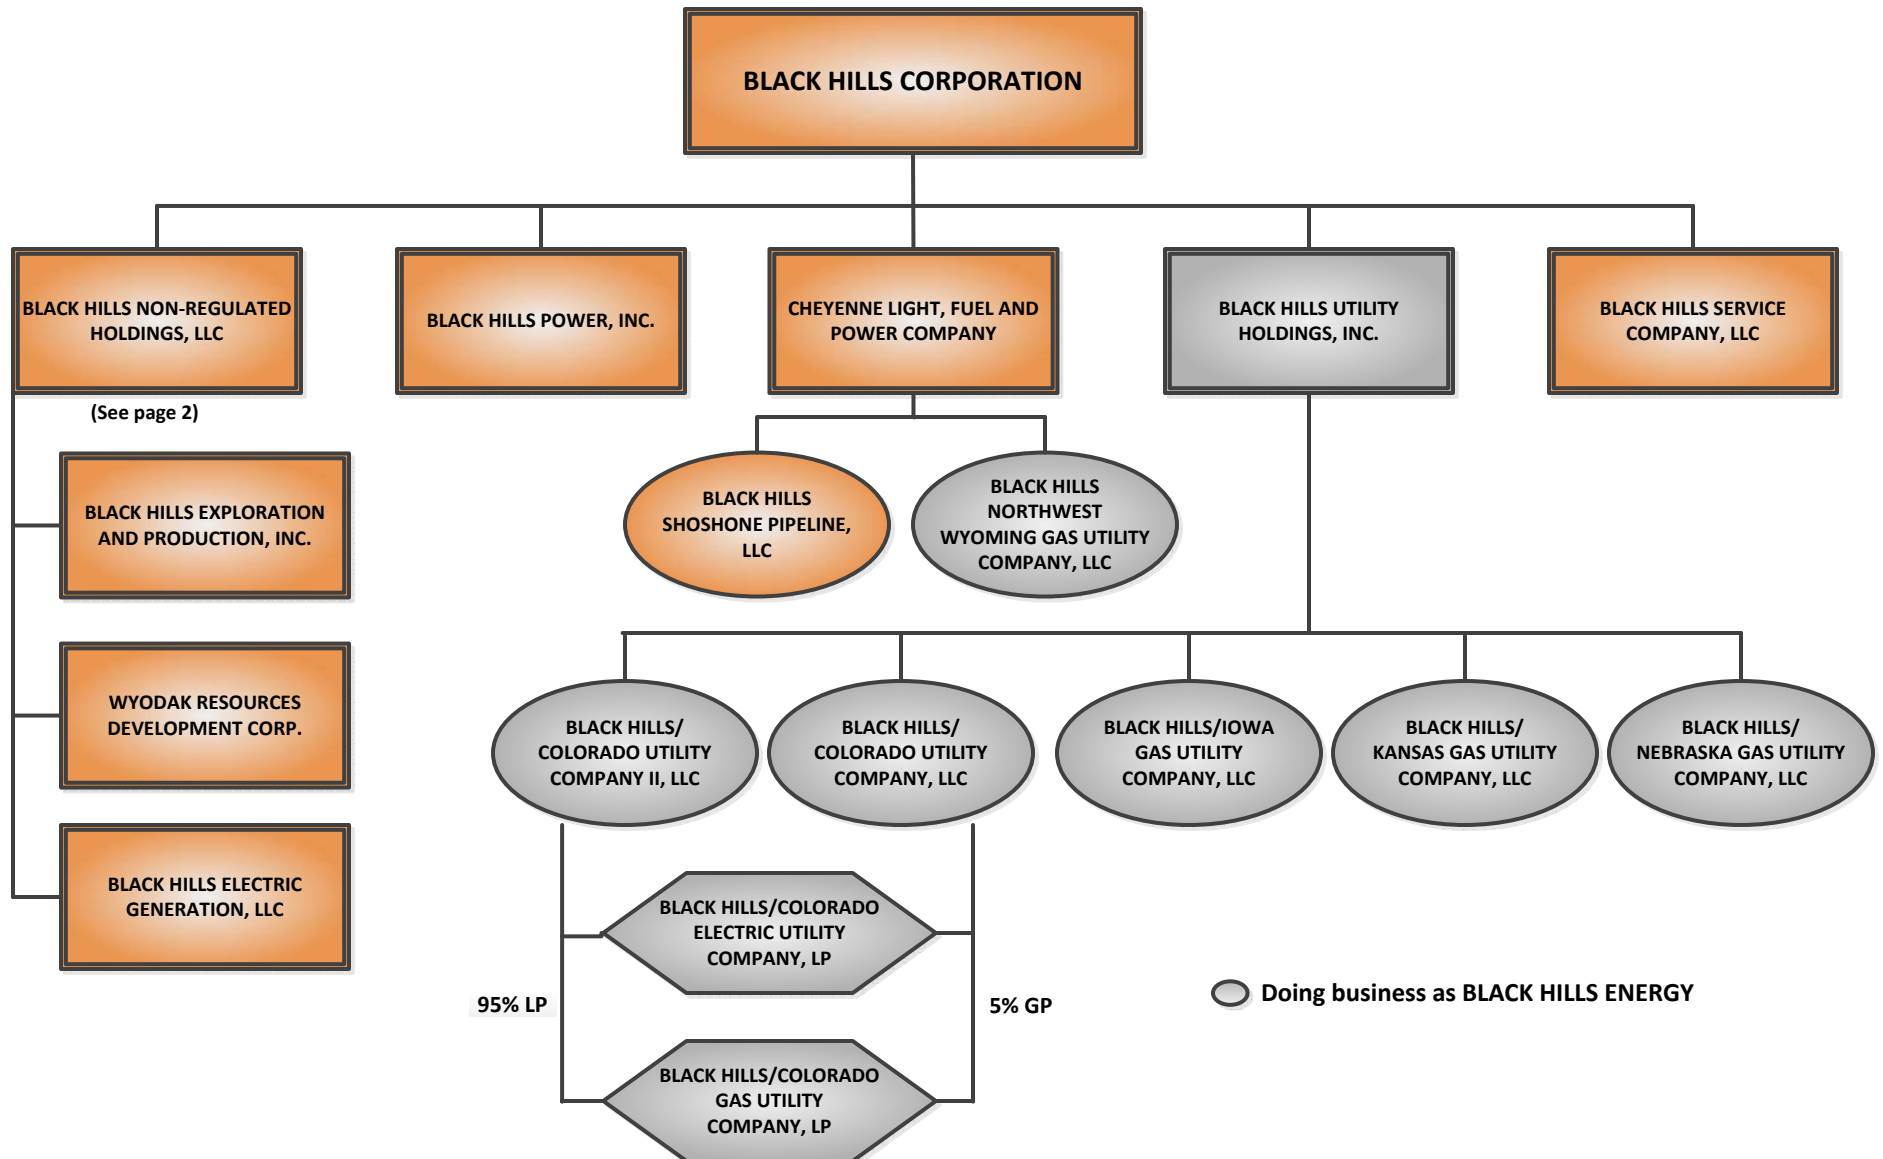 BLACK HILLS CORPORATION
BLACK HILLS NON-REGULATED
HOLDINGS, LLC
BLACK HILLS POWER, INC.
CHEYENNE LIGHT, FUEL AND
POWER COMPANY
BLACK HILLS UTILITY
HOLDINGS, INC.
BLACK HILLS SERVICE
COMPANY, LLC
(See page 2)
BLACK HILLS EXPLORATION
AND PRODUCTION, INC.
WYODAK RESOURCES
DEVELOPMENT CORP.
BLACK HILLS ELECTRIC
GENERATION, LLC
BLACK HILLS
SHOSHONE PIPELINE,
LLC
BLACK HILLS
NORTHWEST
WYOMING GAS UTILITY
COMPANY, LLC
BLACK HILLS/
COLORADO UTILITY
COMPANY II, LLC
BLACK HILLS/
COLORADO UTILITY
COMPANY, LLC
BLACK HILLS/IOWA
GAS UTILITY
COMPANY, LLC
BLACK HILLS/
KANSAS GAS UTILITY
COMPANY, LLC
BLACK HILLS/
NEBRASKA GAS UTILITY
COMPANY, LLC
BLACK HILLS/COLORADO
ELECTRIC UTILITY
COMPANY, LP
95% LP
5% GP
BLACK HILLS/COLORADO
GAS UTILITY
COMPANY, LP
Doing business as BLACK HILLS ENERGY